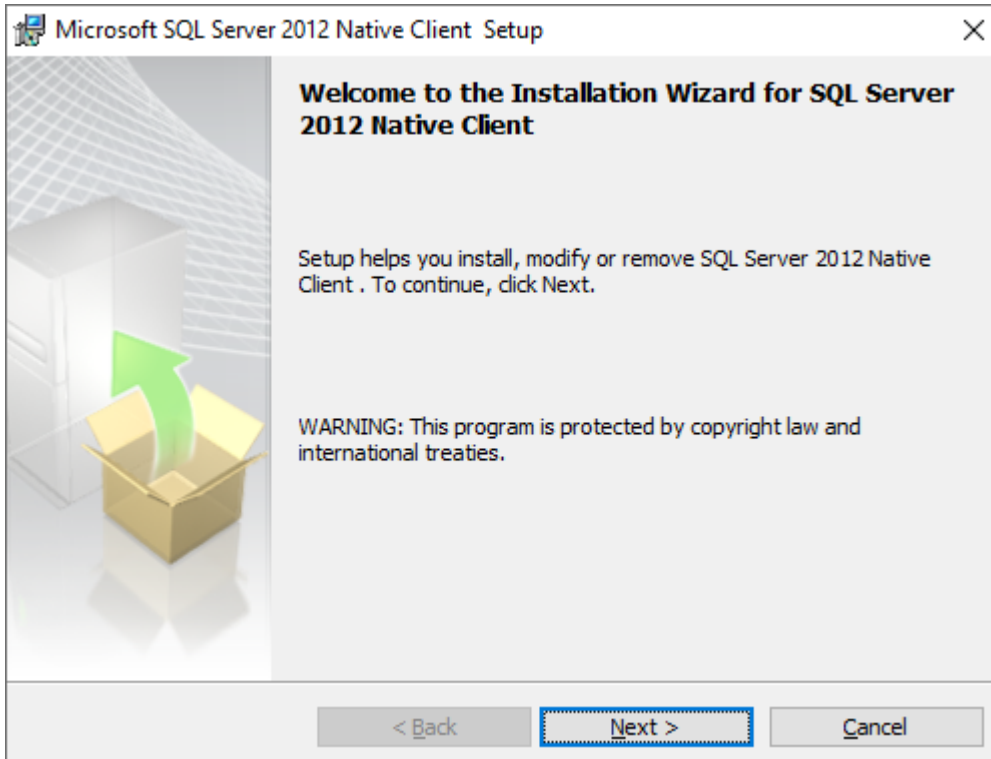 Microsoft SQL Server 2012 Native Client  Setup
Welcome to the Installation Wizard for SQL Server
2012 Native Client
Setup helps you install, modify or remove SQL Server 2012 Native
Client . To continue, click Next.
WARNING: This program is protected by copyright law and
international treaties.
< Back
Next >
Cancel